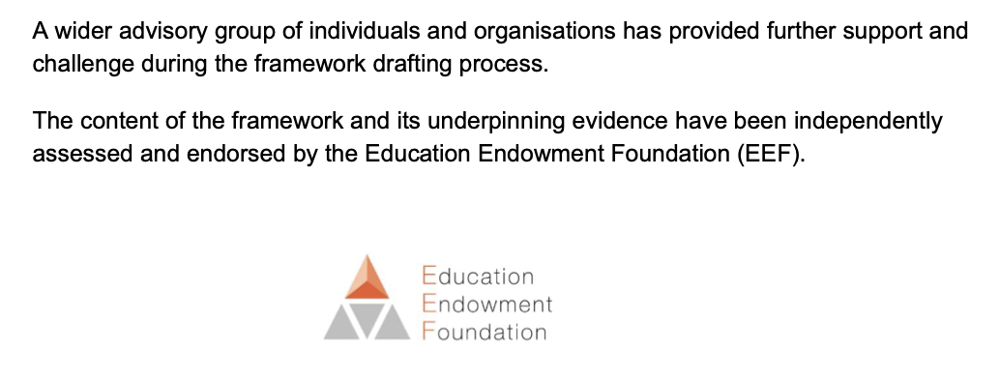 A wider advisory group of individuals and organisations has provided further support and
challenge during the framework drafting process.
The content of the framework and its underpinning evidence have been independently
assessed and endorsed by the Education Endowment Foundation (EEF).
Education
Endowment
Foundation